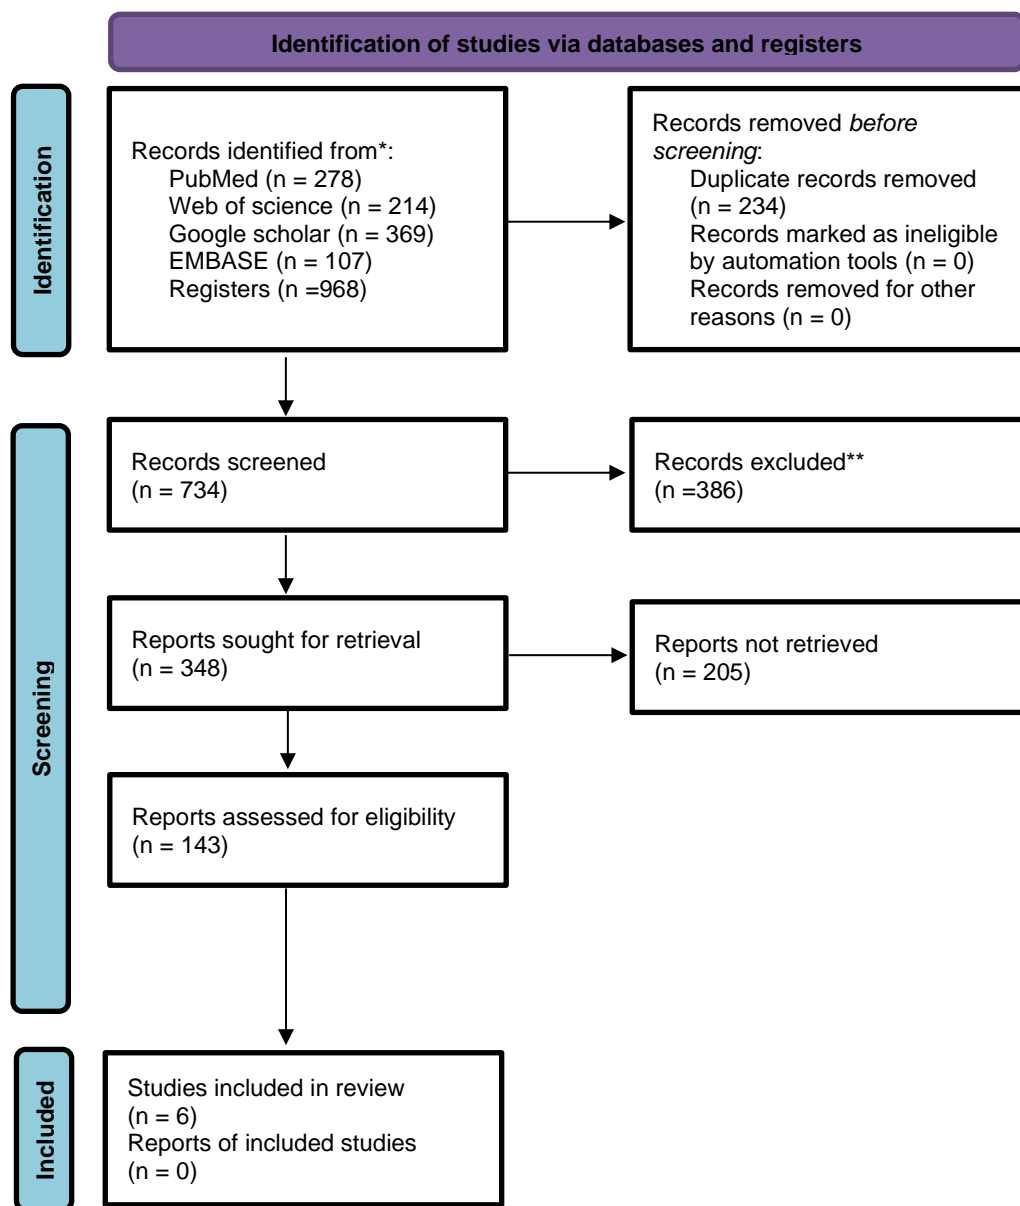 Identification of studies via databases and registers
Identification
Records identified from*:
PubMed (n = 278)
Web of science (n = 214)
Google scholar (n = 369)
EMBASE (n = 107)
Registers (n =968)
Records removed before
screening:
Duplicate records removed
(n = 234)
Records marked as ineligible
by automation tools (n = 0)
Records removed for other
reasons (n = 0)
Screening
Records screened
(n = 734)
Records excluded**
(n =386)
Reports sought for retrieval
(n = 348)
Reports not retrieved
(n = 205)
Reports assessed for eligibility
(n = 143)
Included
Studies included in review
(n = 6)
Reports of included studies
(n = 0)